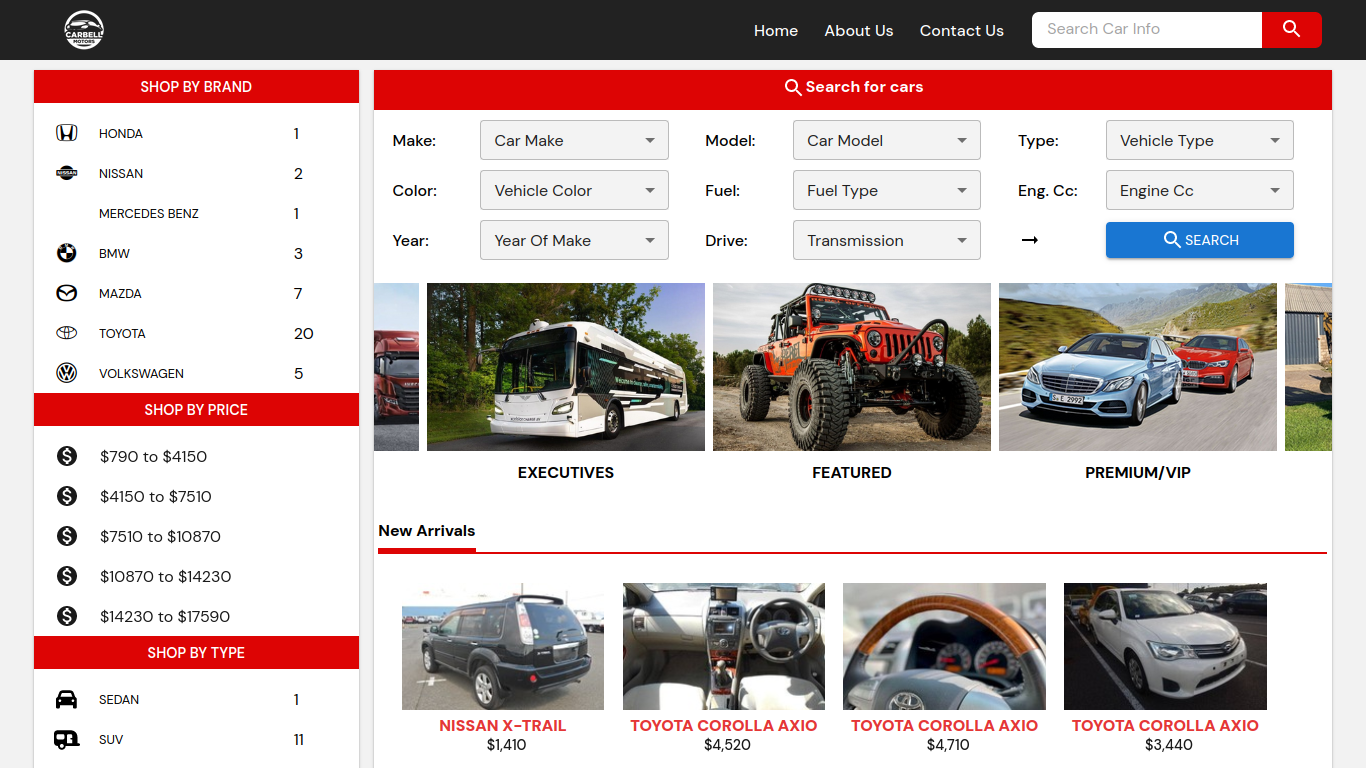 CARBELL
MOTORS
Home
About Us
Contact Us
Search Car Info
SHOP BY BRAND
HONDA 1
NISSAN 2
MERCEDES BENZ 1
BMW 3
MAZDA 7
TOYOTA 20
VOLKSWAGEN 5
SHOP BY PRICE
$790 to $4150
$4150 to $7510
$7510 to $10870
$10870 to $14230
$14230 to $17590
SHOP BY TYPE
SEDAN 1
SUV 11
Search for cars
Make: Car Make Model: Car Model Type: Vehicle Type
Color: Vehicle Color Fuel: Fuel Type Eng. Cc: Engine Cc
Year: Year Of Make Drive: Transmission → SEARCH
S·E 2992
EXECUTIVES
FEATURED
PREMIUM/VIP
New Arrivals
NISSAN X-TRAIL
$1,410
TOYOTA COROLLA AXIO
$4,520
TOYOTA COROLLA AXIO
$4,710
TOYOTA COROLLA AXIO
$3,440